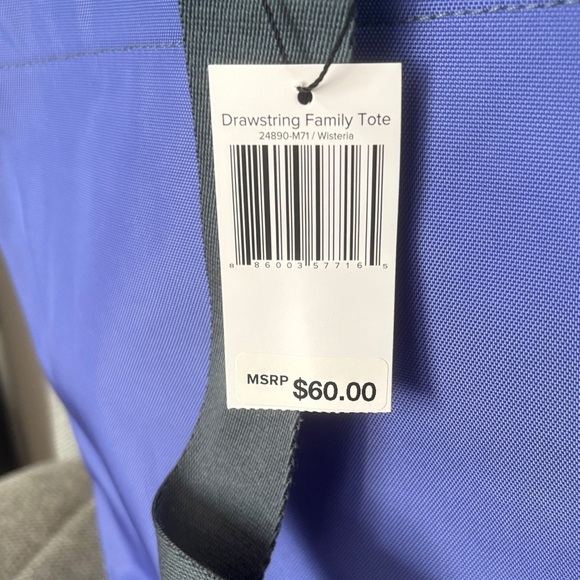 Drawstring Family Tote
24890-M71 / Wisteria
8 86003 57716 5
MSRP $60.00